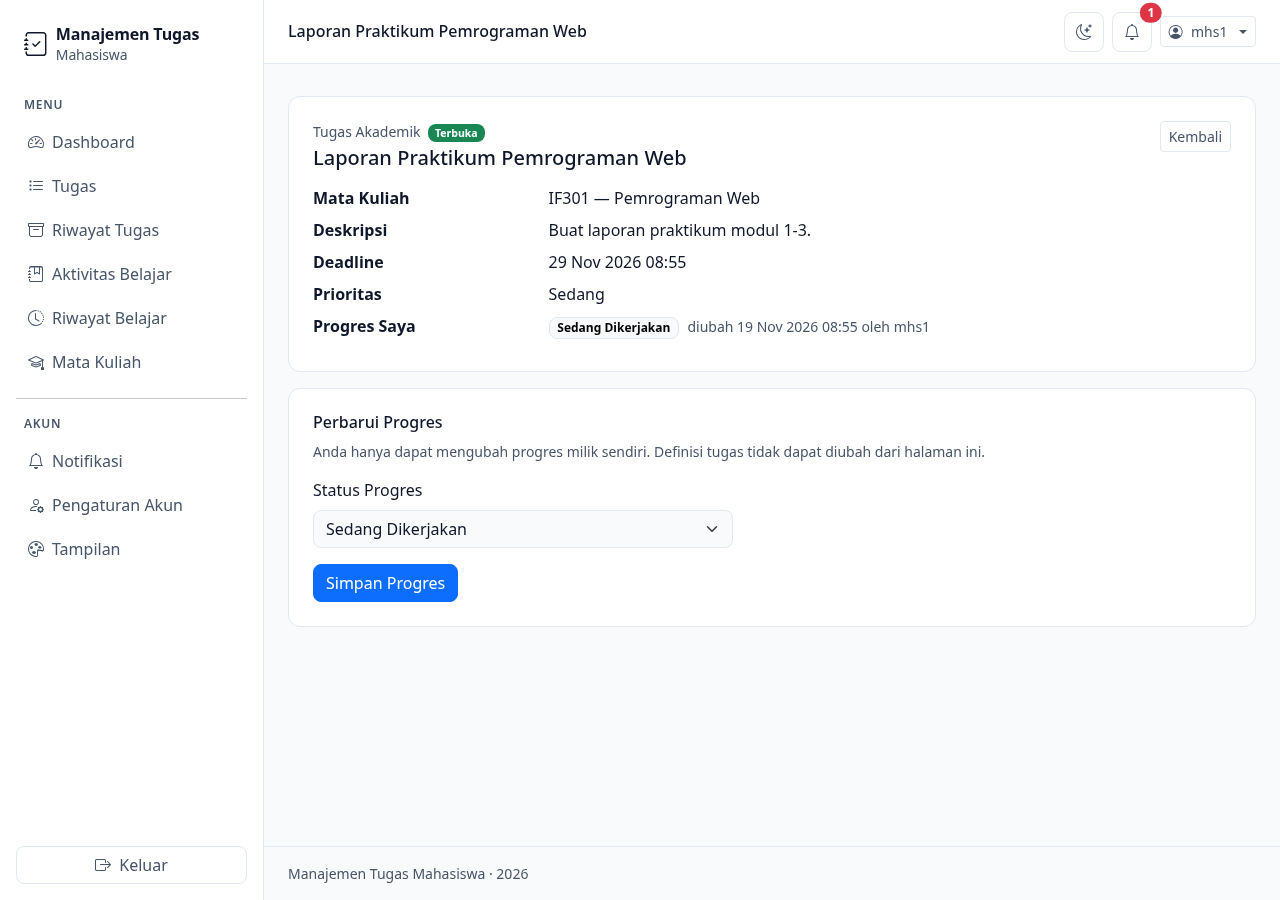 Manajemen Tugas
Mahasiswa
MENU
Dashboard
Tugas
Riwayat Tugas
Aktivitas Belajar
Riwayat Belajar
Mata Kuliah
AKUN
Notifikasi
Pengaturan Akun
Tampilan
Keluar
Laporan Praktikum Pemrograman Web
1
mhs1
Tugas Akademik Terbuka
Kembali
Laporan Praktikum Pemrograman Web
Mata Kuliah IF301 — Pemrograman Web
Deskripsi Buat laporan praktikum modul 1-3.
Deadline 29 Nov 2026 08:55
Prioritas Sedang
Progres Saya Sedang Dikerjakan diubah 19 Nov 2026 08:55 oleh mhs1
Perbarui Progres
Anda hanya dapat mengubah progres milik sendiri. Definisi tugas tidak dapat diubah dari halaman ini.
Status Progres
Sedang Dikerjakan
Simpan Progres
Manajemen Tugas Mahasiswa · 2026